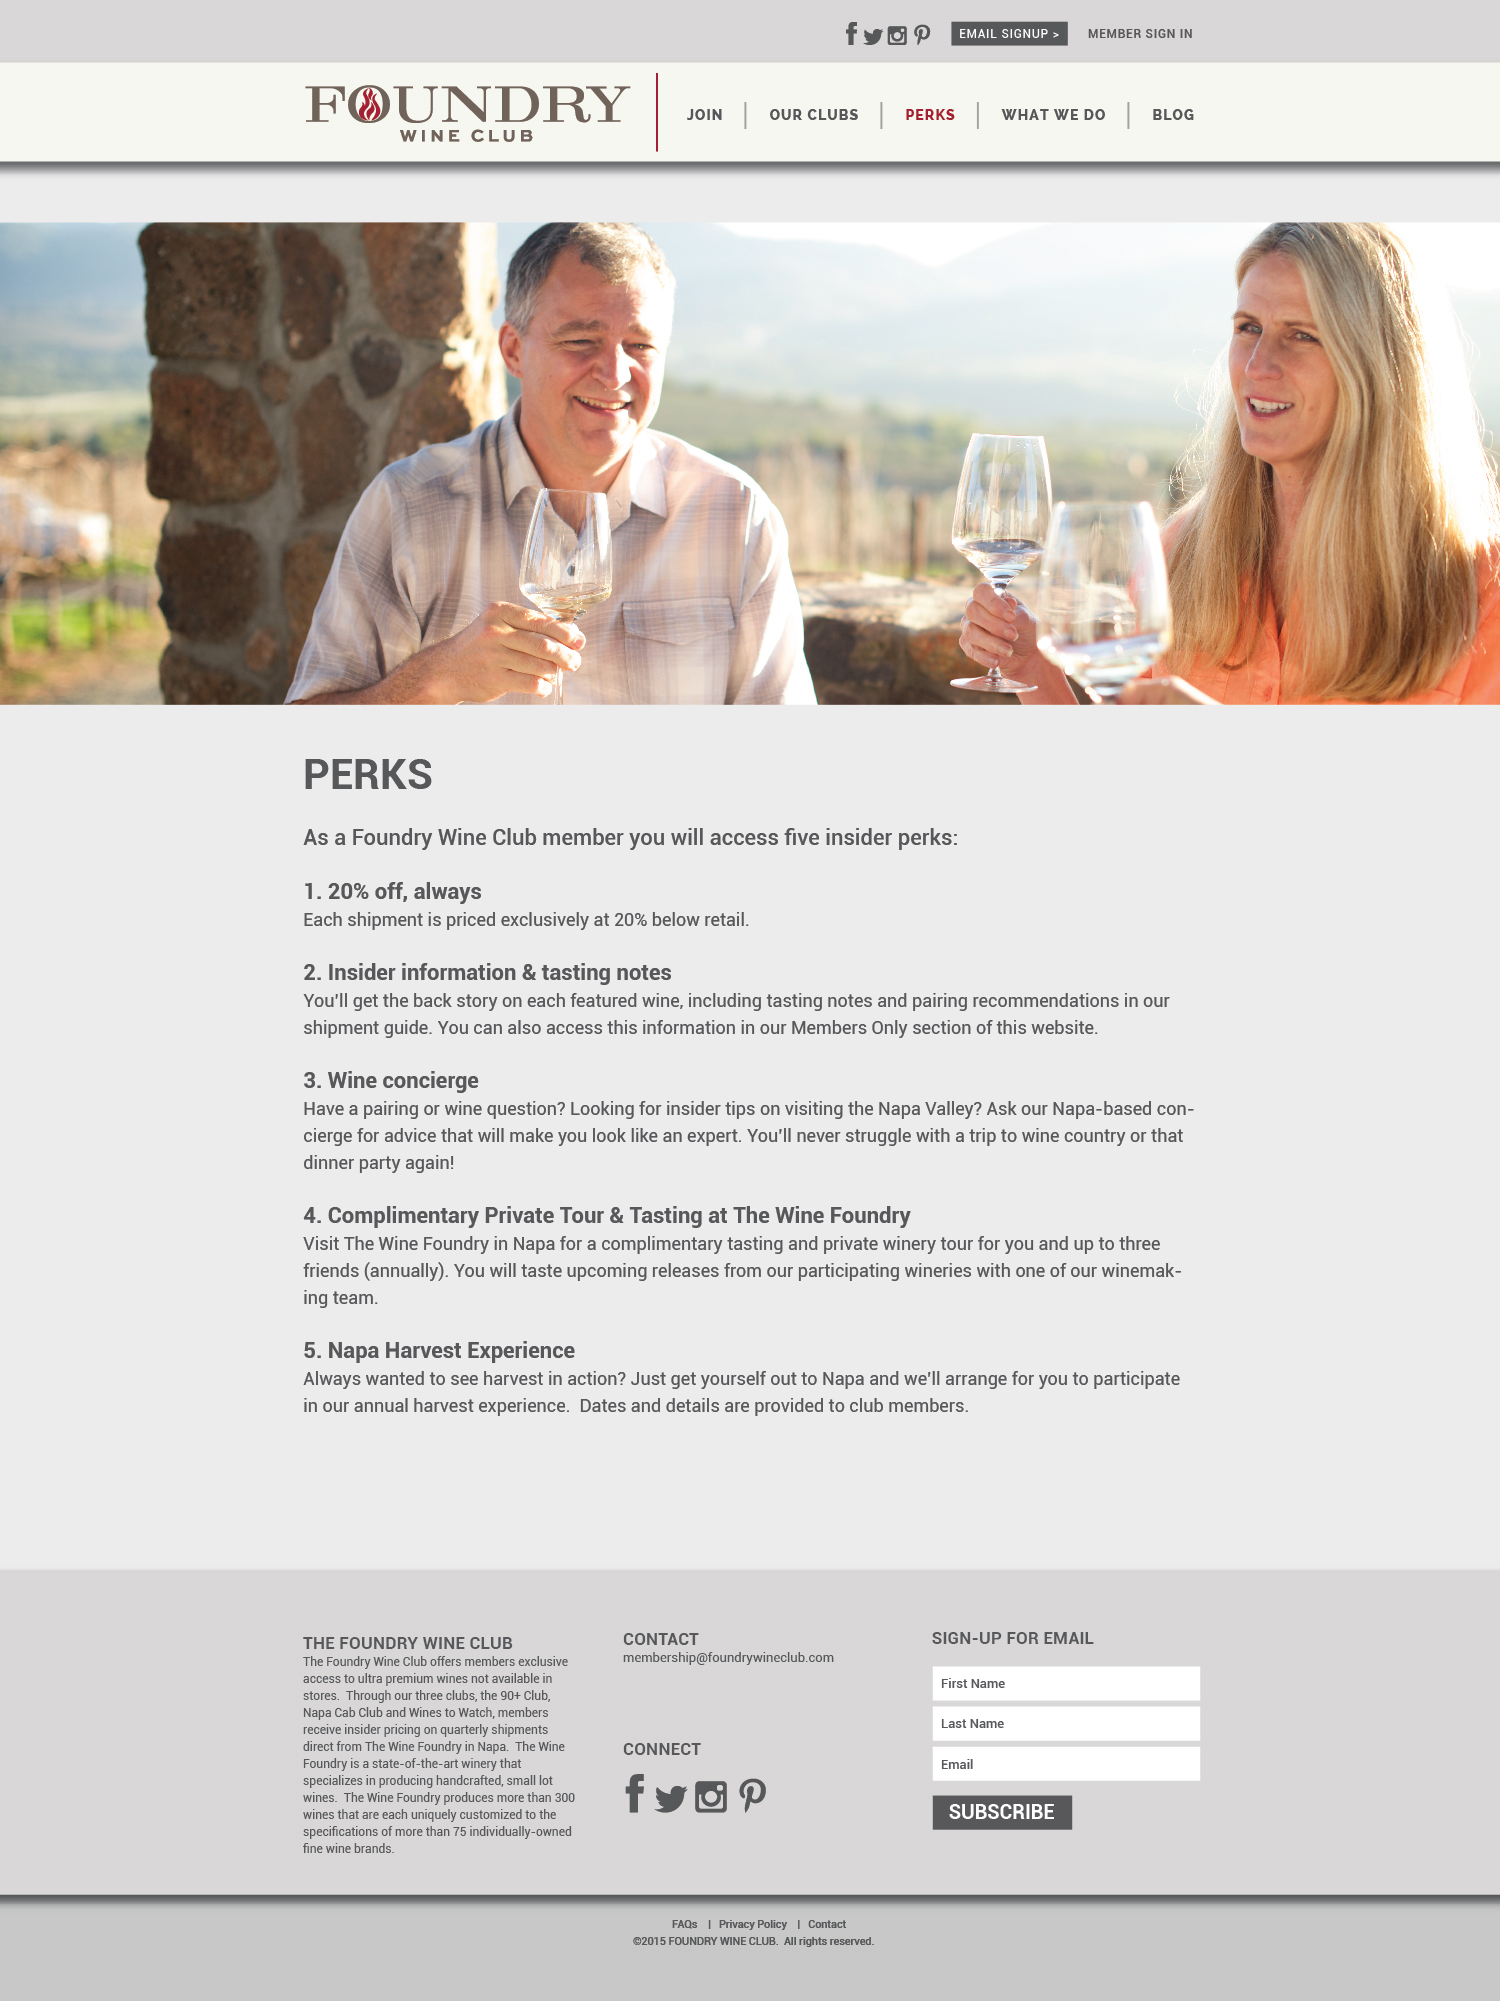 EMAIL SIGNUP >
MEMBER SIGN IN
FOUNDRY
WINE CLUB
JOIN
OUR CLUBS
PERKS
WHAT WE DO
BLOG
PERKS
As a Foundry Wine Club member you will access five insider perks:
1. 20% off, always
Each shipment is priced exclusively at 20% below retail.
2. Insider information & tasting notes
You'll get the back story on each featured wine, including tasting notes and pairing recommendations in our
shipment guide. You can also access this information in our Members Only section of this website.
3. Wine concierge
Have a pairing or wine question? Looking for insider tips on visiting the Napa Valley? Ask our Napa-based con-
cierge for advice that will make you look like an expert. You'll never struggle with a trip to wine country or that
dinner party again!
4. Complimentary Private Tour & Tasting at The Wine Foundry
Visit The Wine Foundry in Napa for a complimentary tasting and private winery tour for you and up to three
friends (annually). You will taste upcoming releases from our participating wineries with one of our winemak-
ing team.
5. Napa Harvest Experience
Always wanted to see harvest in action? Just get yourself out to Napa and we'll arrange for you to participate
in our annual harvest experience.  Dates and details are provided to club members.
THE FOUNDRY WINE CLUB
The Foundry Wine Club offers members exclusive
access to ultra premium wines not available in
stores.  Through our three clubs, the 90+ Club,
Napa Cab Club and Wines to Watch, members
receive insider pricing on quarterly shipments
direct from The Wine Foundry in Napa.  The Wine
Foundry is a state-of-the-art winery that
specializes in producing handcrafted, small lot
wines.  The Wine Foundry produces more than 300
wines that are each uniquely customized to the
specifications of more than 75 individually-owned
fine wine brands.
CONTACT
membership@foundrywineclub.com
CONNECT
SIGN-UP FOR EMAIL
First Name
Last Name
Email
SUBSCRIBE
FAQs | Privacy Policy | Contact
©2015 FOUNDRY WINE CLUB.  All rights reserved.